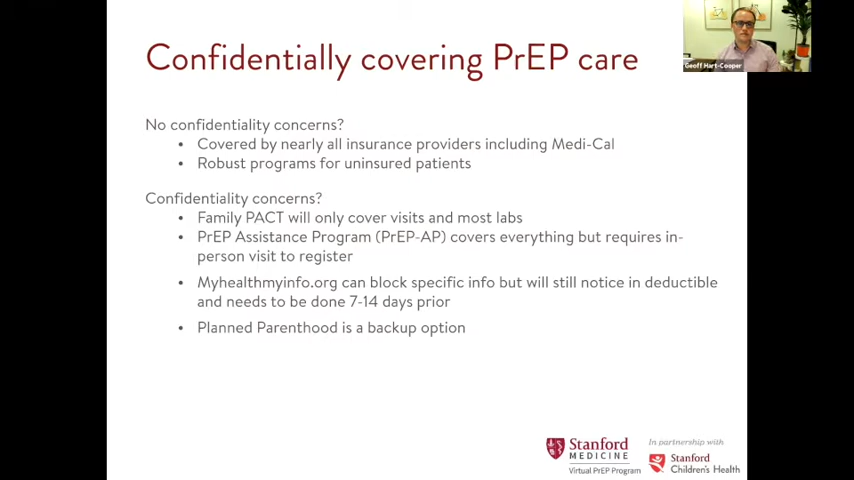 Confidentially covering PrEP care
Geoff Hart-Cooper
No confidentiality concerns?
• Covered by nearly all insurance providers including Medi-Cal
• Robust programs for uninsured patients
Confidentiality concerns?
• Family PACT will only cover visits and most labs
• PrEP Assistance Program (PrEP-AP) covers everything but requires in-
person visit to register
• Myhealthmyinfo.org can block specific info but will still notice in deductible
and needs to be done 7-14 days prior
• Planned Parenthood is a backup option
Stanford
MEDICINE
Virtual PrEP Program
In partnership with
Stanford
Children's Health